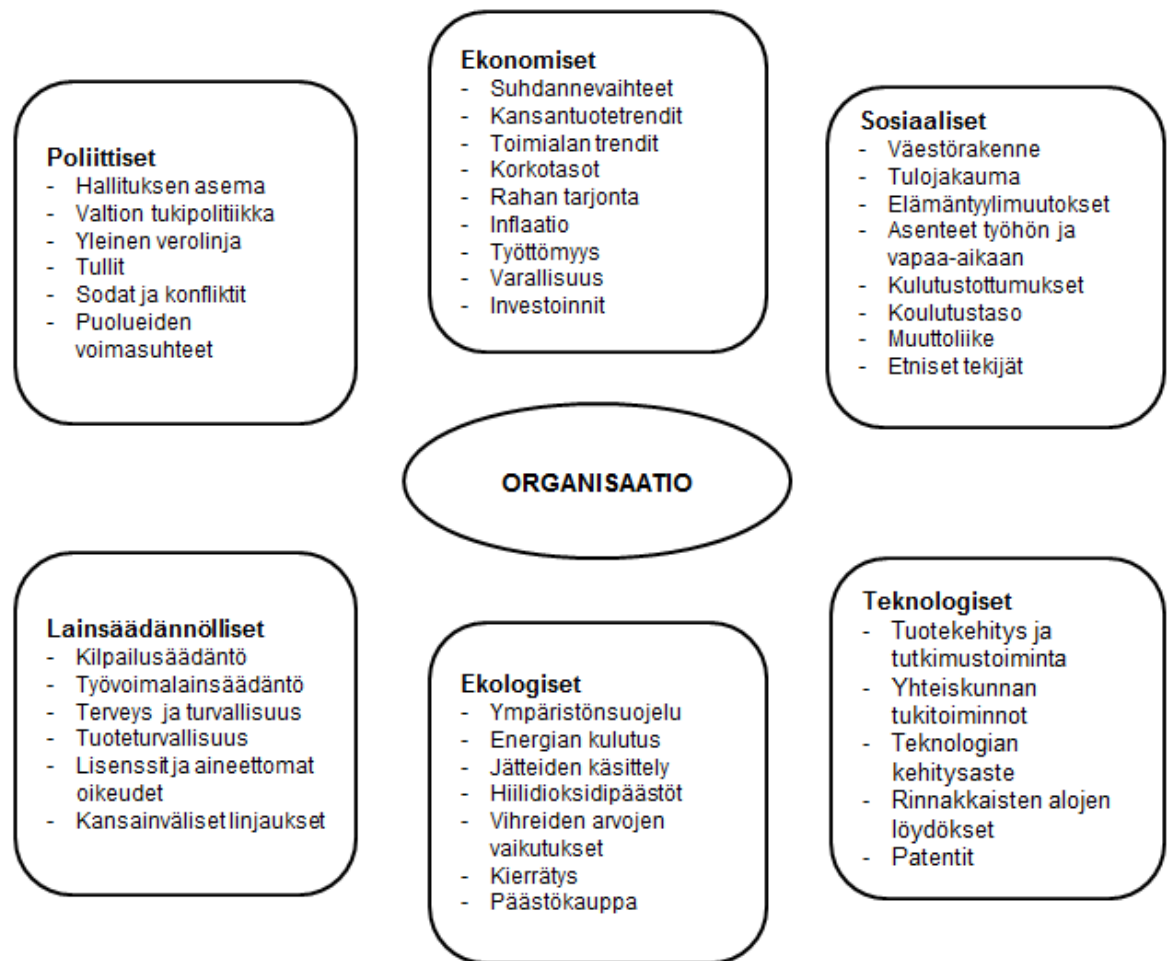 Poliittiset
- Hallituksen asema
- Valtion tukipolitiikka
- Yleinen verolinja
- Tullit
- Sodat ja konfliktit
- Puolueiden
voimasuhteet
Ekonomiset
- Suhdannevaihteet
- Kansantuotetrendit
- Toimialan trendit
- Korkotasot
- Rahan tarjonta
- Inflaatio
- Työttömyys
- Varallisuus
- Investoinnit
Sosiaaliset
- Väestörakenne
- Tulojakauma
- Elämäntyylimuutokset
- Asenteet työhön ja
vapaa-aikaan
- Kulutustottumukset
- Koulutustaso
- Muuttoliike
- Etniset tekijät
ORGANISAATIO
Lainsäädännölliset
- Kilpailusäädäntö
- Työvoimalainsäädäntö
- Terveys ja turvallisuus
- Tuoteturvallisuus
- Lisenssit ja aineettomat
oikeudet
- Kansainväliset linjaukset
Ekologiset
- Ympäristönsuojelu
- Energian kulutus
- Jätteiden käsittely
- Hiilidioksidipäästöt
- Vihreiden arvojen
vaikutukset
- Kierrätys
- Päästökauppa
Teknologiset
- Tuotekehitys ja
tutkimustoiminta
- Yhteiskunnan
tukitoiminnot
- Teknologian
kehitysaste
- Rinnakkaisten alojen
löydökset
- Patentit